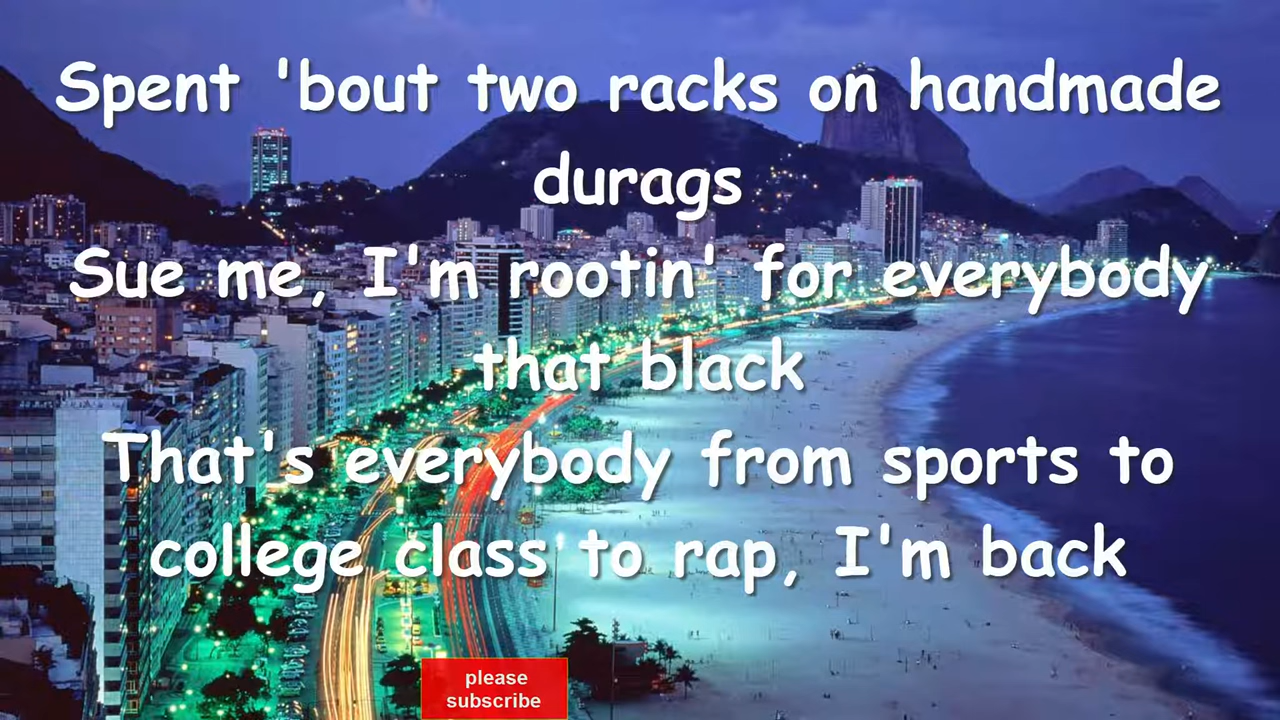 Spent 'bout two racks on handmade
durags
Sue me, I'm rootin' for everybody
that black
That's everybody from sports to
college class to rap, I'm back
please
subscribe